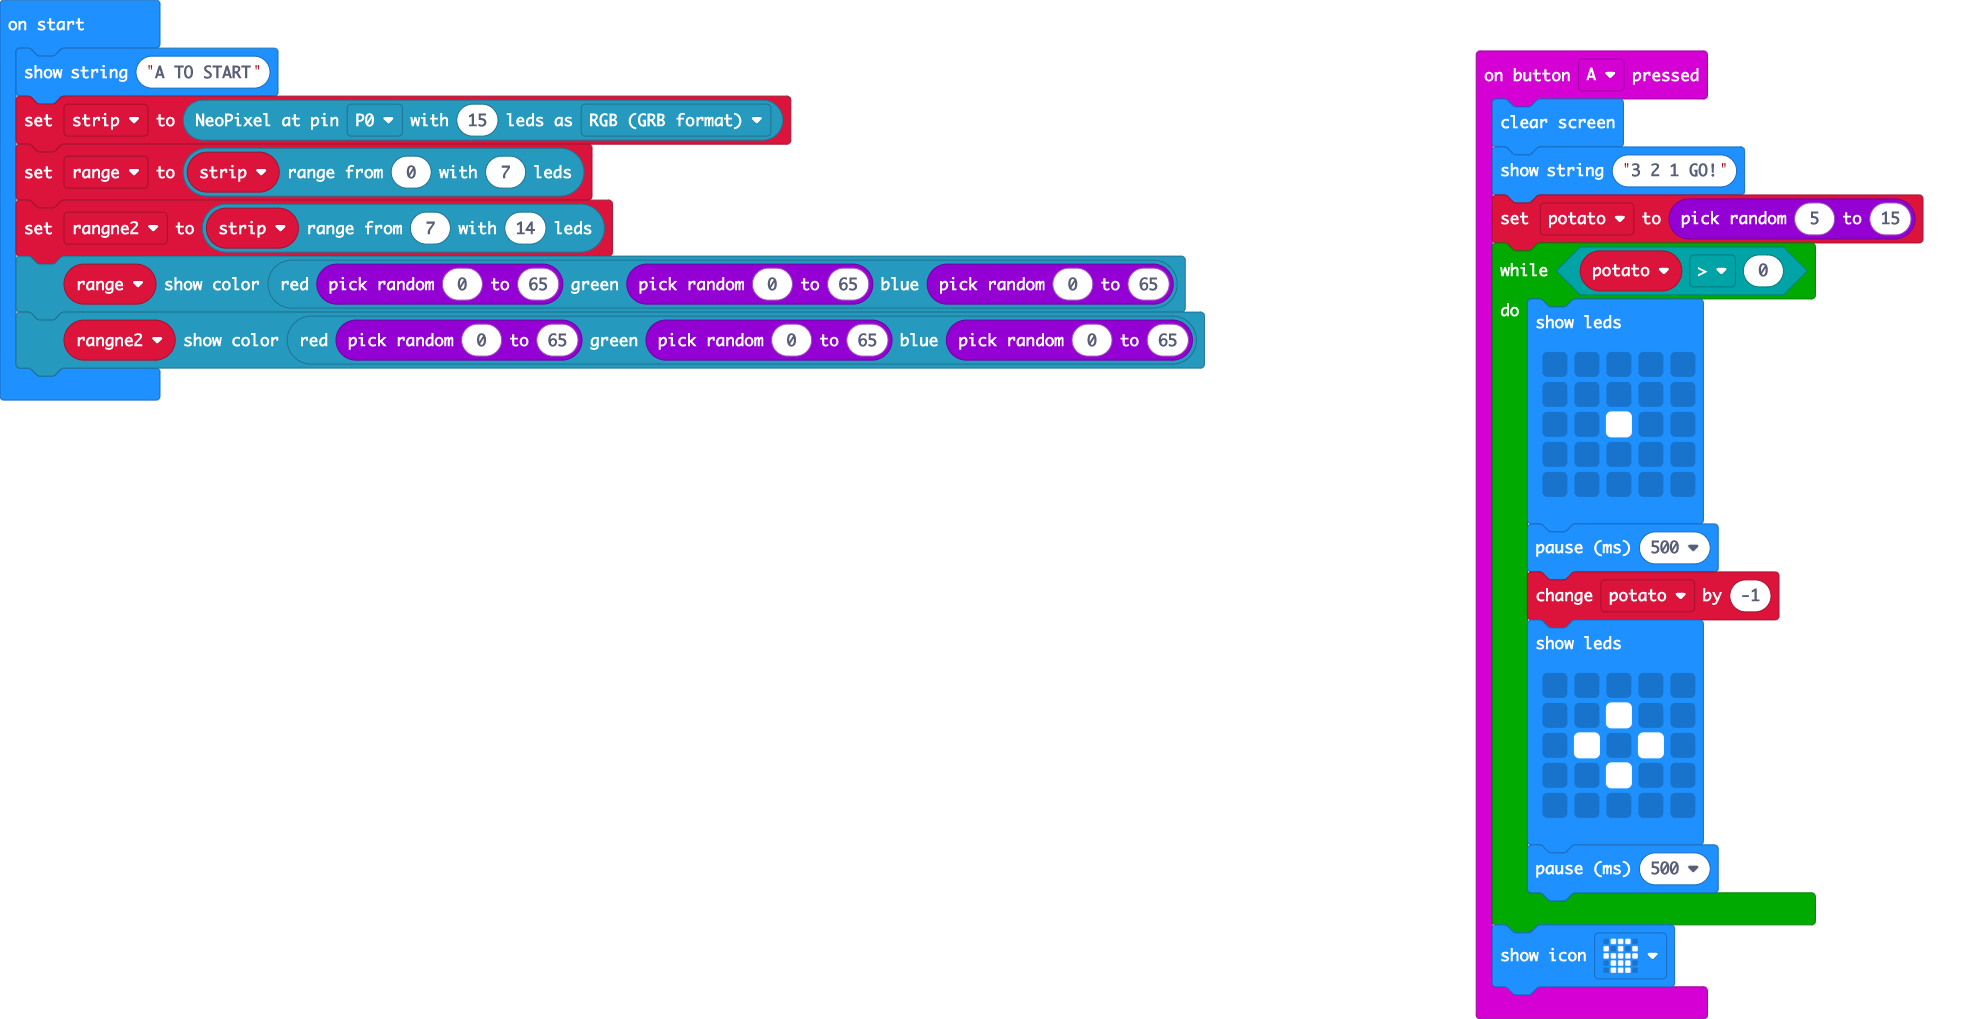 on start
show string "A TO START"
set strip to NeoPixel at pin P0 with 15 leds as RGB (GRB format)
set range to strip range from 0 with 7 leds
set rangne2 to strip range from 7 with 14 leds
range show color red pick random 0 to 65 green pick random 0 to 65 blue pick random 0 to 65
rangne2 show color red pick random 0 to 65 green pick random 0 to 65 blue pick random 0 to 65
on button A pressed
clear screen
show string "3 2 1 GO!"
set potato to pick random 5 to 15
while potato > 0
do
show leds
pause (ms) 500
change potato by -1
show leds
pause (ms) 500
show icon